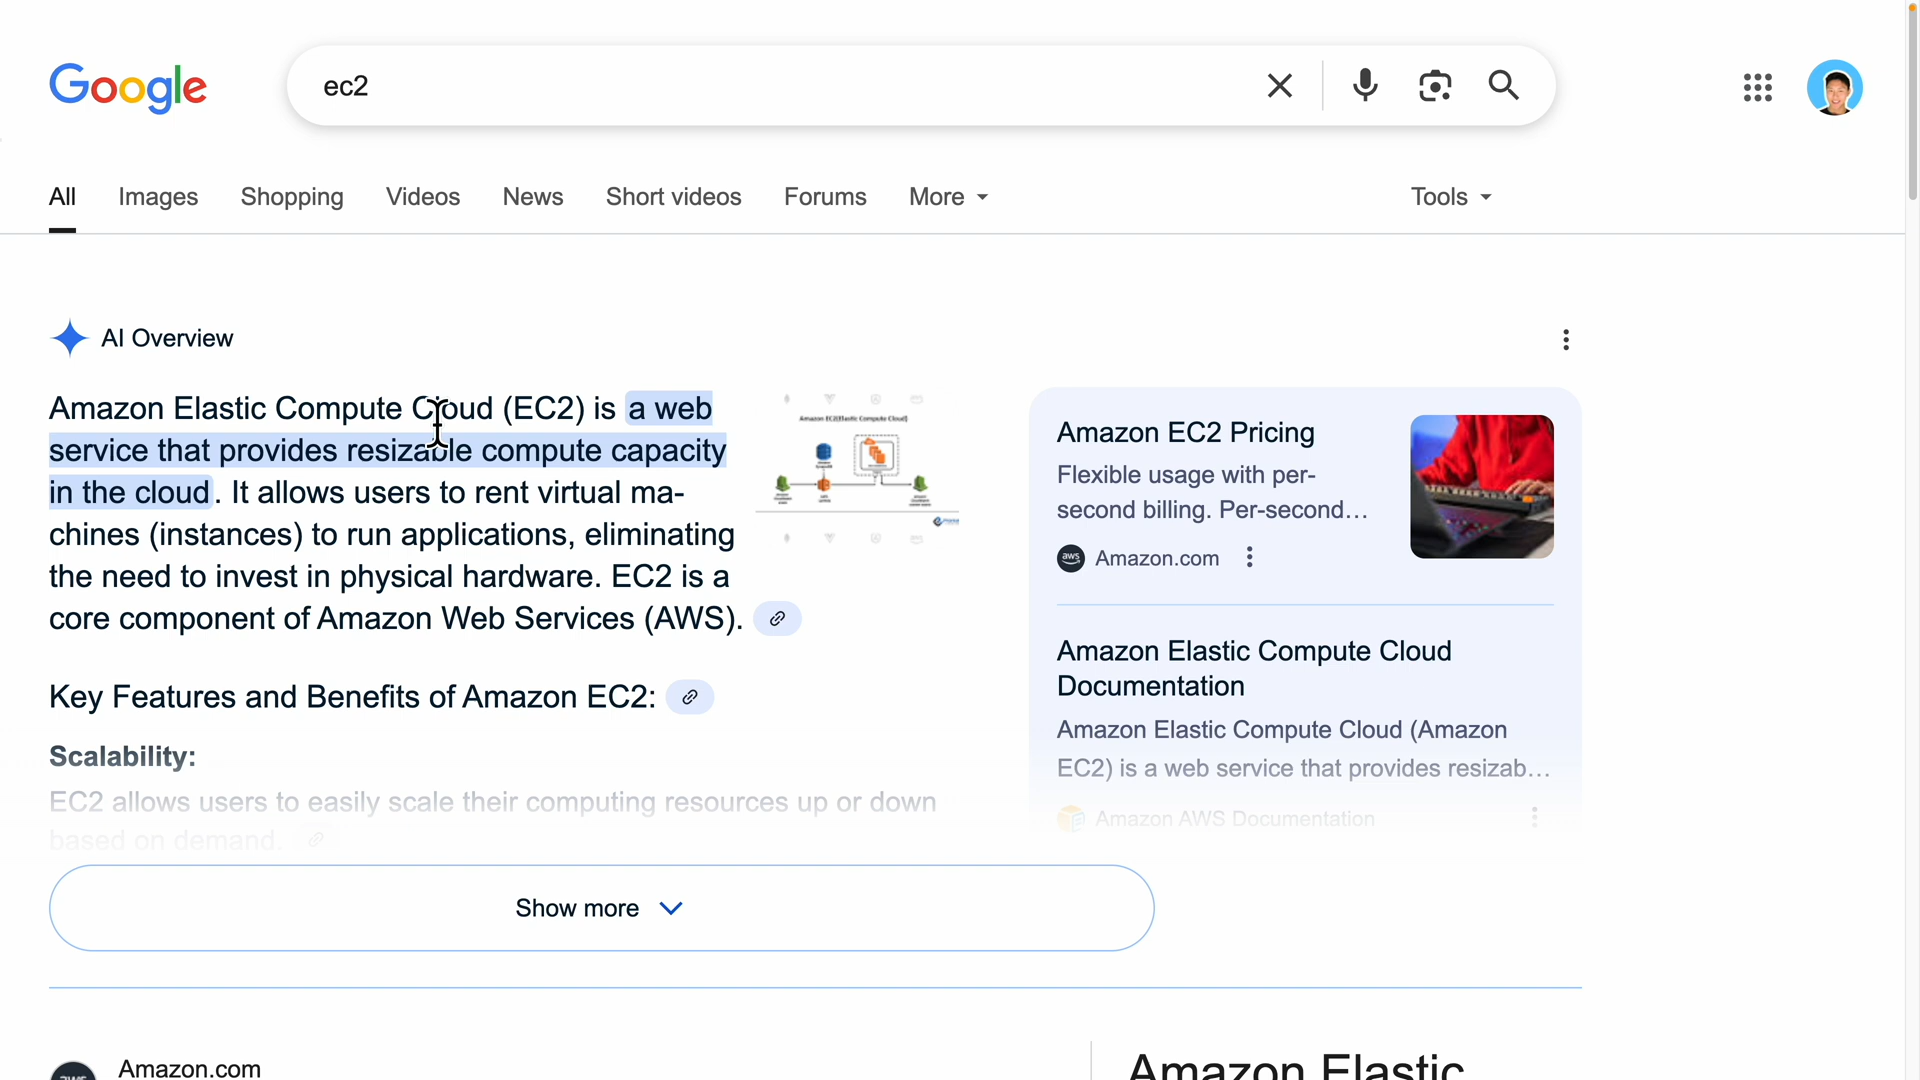 Google
ec2
All Images Shopping Videos News Short videos Forums More Tools
AI Overview
Amazon Elastic Compute Cloud (EC2) is a web
service that provides resizable compute capacity
in the cloud. It allows users to rent virtual ma-
chines (instances) to run applications, eliminating
the need to invest in physical hardware. EC2 is a
core component of Amazon Web Services (AWS).
Amazon EC2(Elastic Compute Cloud)
Key Features and Benefits of Amazon EC2:
Scalability:
EC2 allows users to easily scale their computing resources up or down
based on demand.
Show more
Amazon EC2 Pricing
Flexible usage with per-
second billing. Per-second...
aws Amazon.com
Amazon Elastic Compute Cloud
Documentation
Amazon Elastic Compute Cloud (Amazon
EC2) is a web service that provides resizab...
Amazon AWS Documentation
Amazon.com
Amazon Elastic